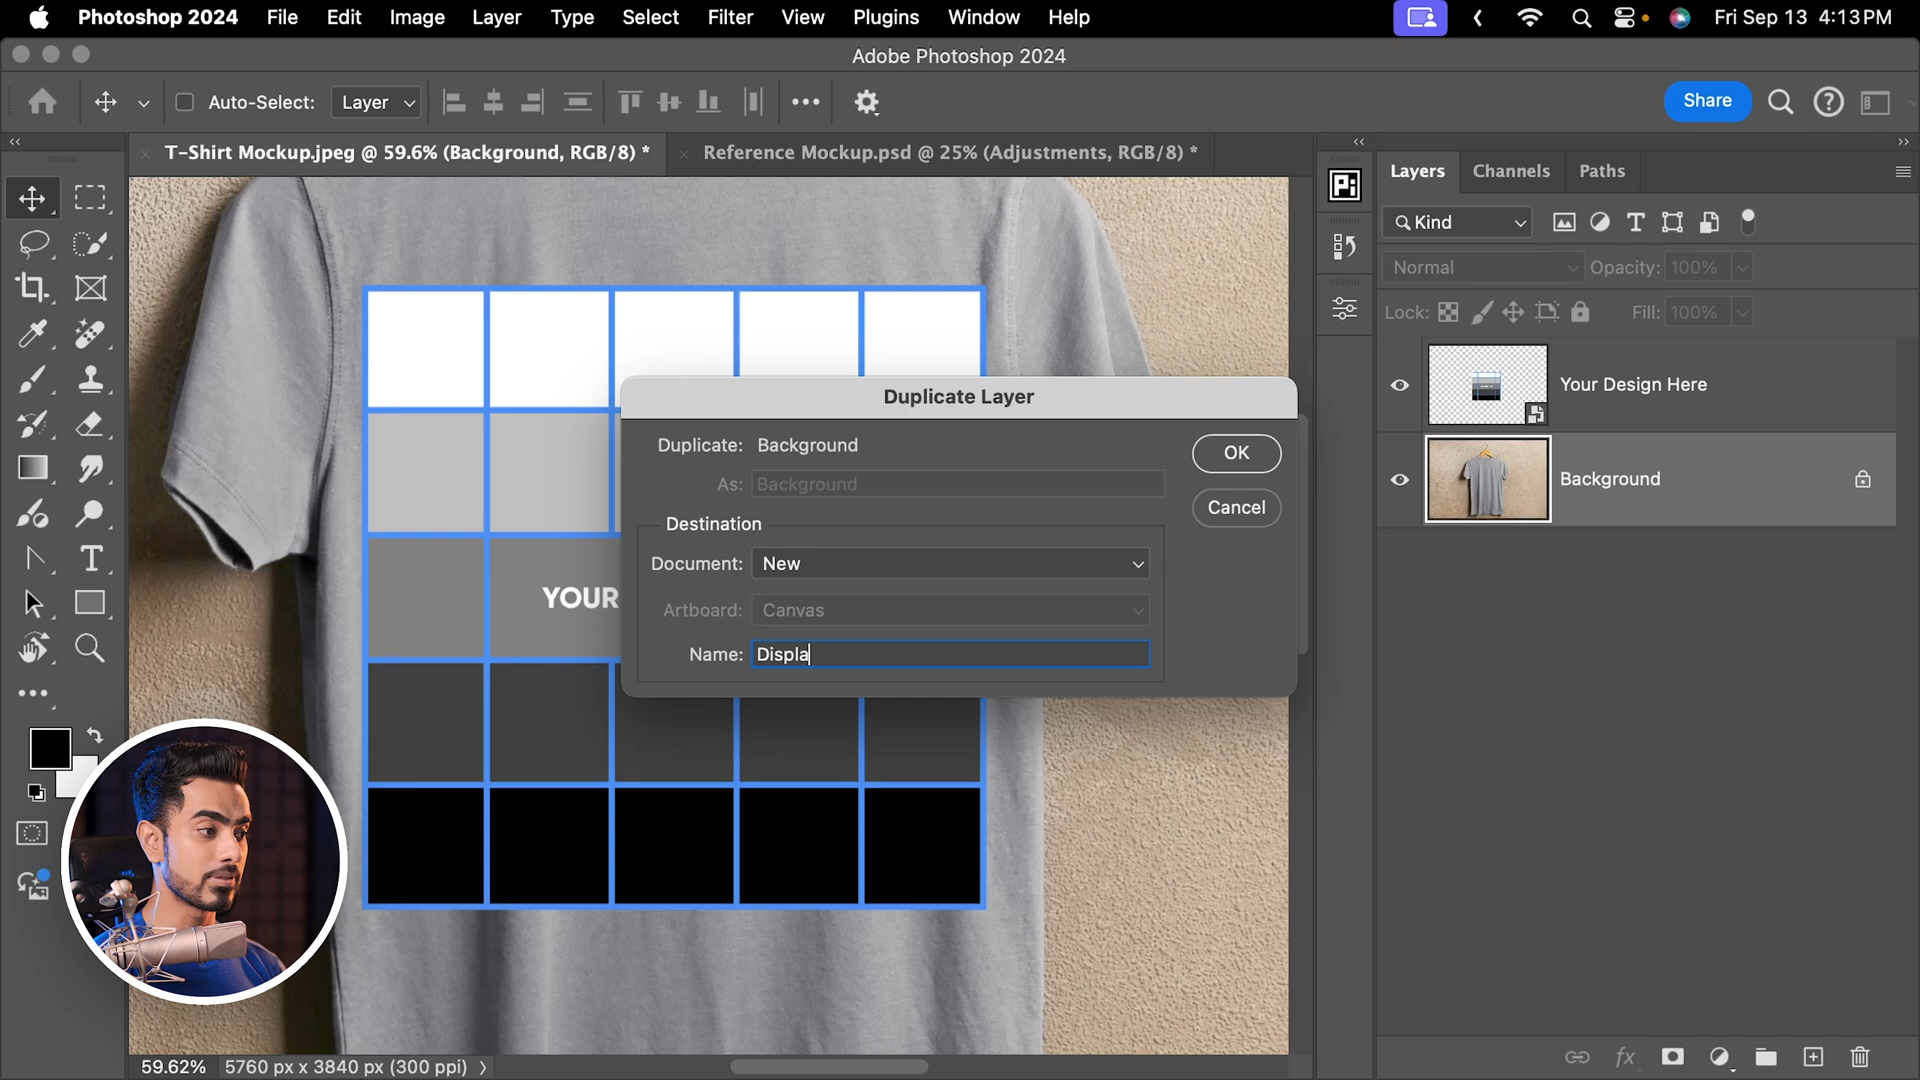 Photoshop 2024 File Edit Image Layer Type Select Filter View Plugins Window Help Fri Sep 13 4:13 PM
Adobe Photoshop 2024
Auto-Select: Layer Share
T-Shirt Mockup.jpeg @ 59.6% (Background, RGB/8) * Reference Mockup.psd @ 25% (Adjustments, RGB/8) *
Layers Channels Paths
Kind
Normal Opacity: 100%
Lock: Fill: 100%
Your Design Here
Background
Duplicate Layer
Duplicate: Background
As: Background
OK
Cancel
Destination
Document: New
Artboard: Canvas
Name: Displa
YOUR
59.62% 5760 px x 3840 px (300 ppi)